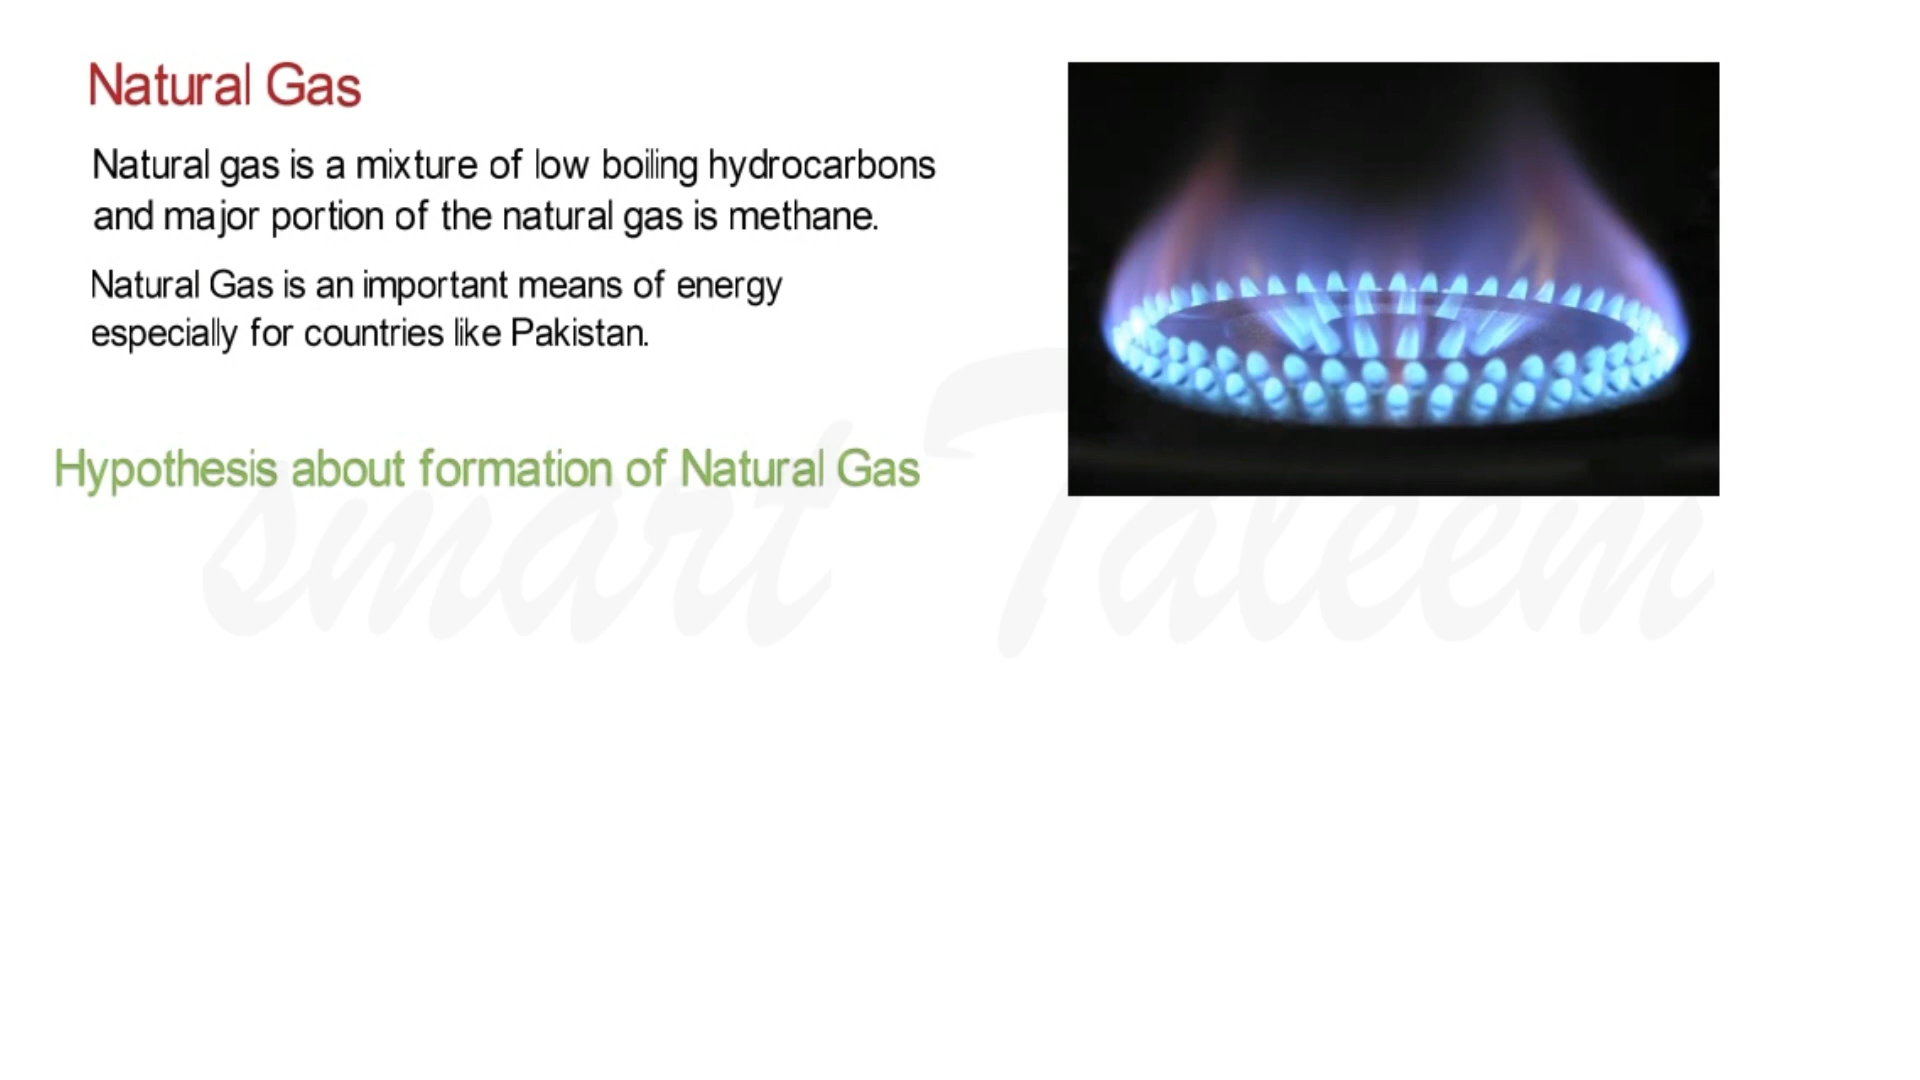 Natural Gas
Natural gas is a mixture of low boiling hydrocarbons
and major portion of the natural gas is methane.
Natural Gas is an important means of energy
especially for countries like Pakistan.
Hypothesis about formation of Natural Gas
smart Taleem